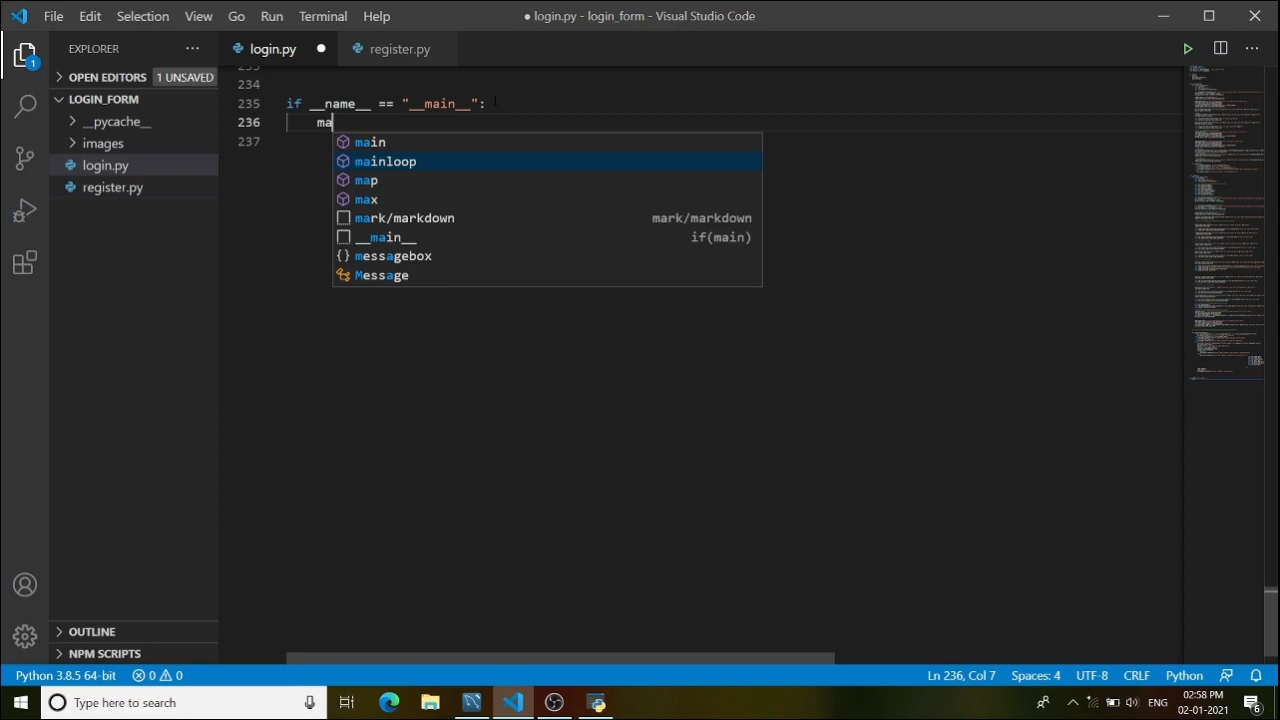 File Edit Selection View Go Run Terminal Help
● login.py - login_form - Visual Studio Code
EXPLORER
login.py
register.py
OPEN EDITORS 1 UNSAVED
LOGIN_FORM
__pycache__
images
login.py
register.py
OUTLINE
NPM SCRIPTS
1
233
234
235 if __name__ == "__main__":
236 ma
237
main
mainloop
map
max
mark/markdown mark/markdown
__main__ if(main)
messagebox
Message
Python 3.8.5 64-bit 0 0
Ln 236, Col 7 Spaces: 4 UTF-8 CRLF Python
Type here to search
ENG
02:58 PM
02-01-2021
6